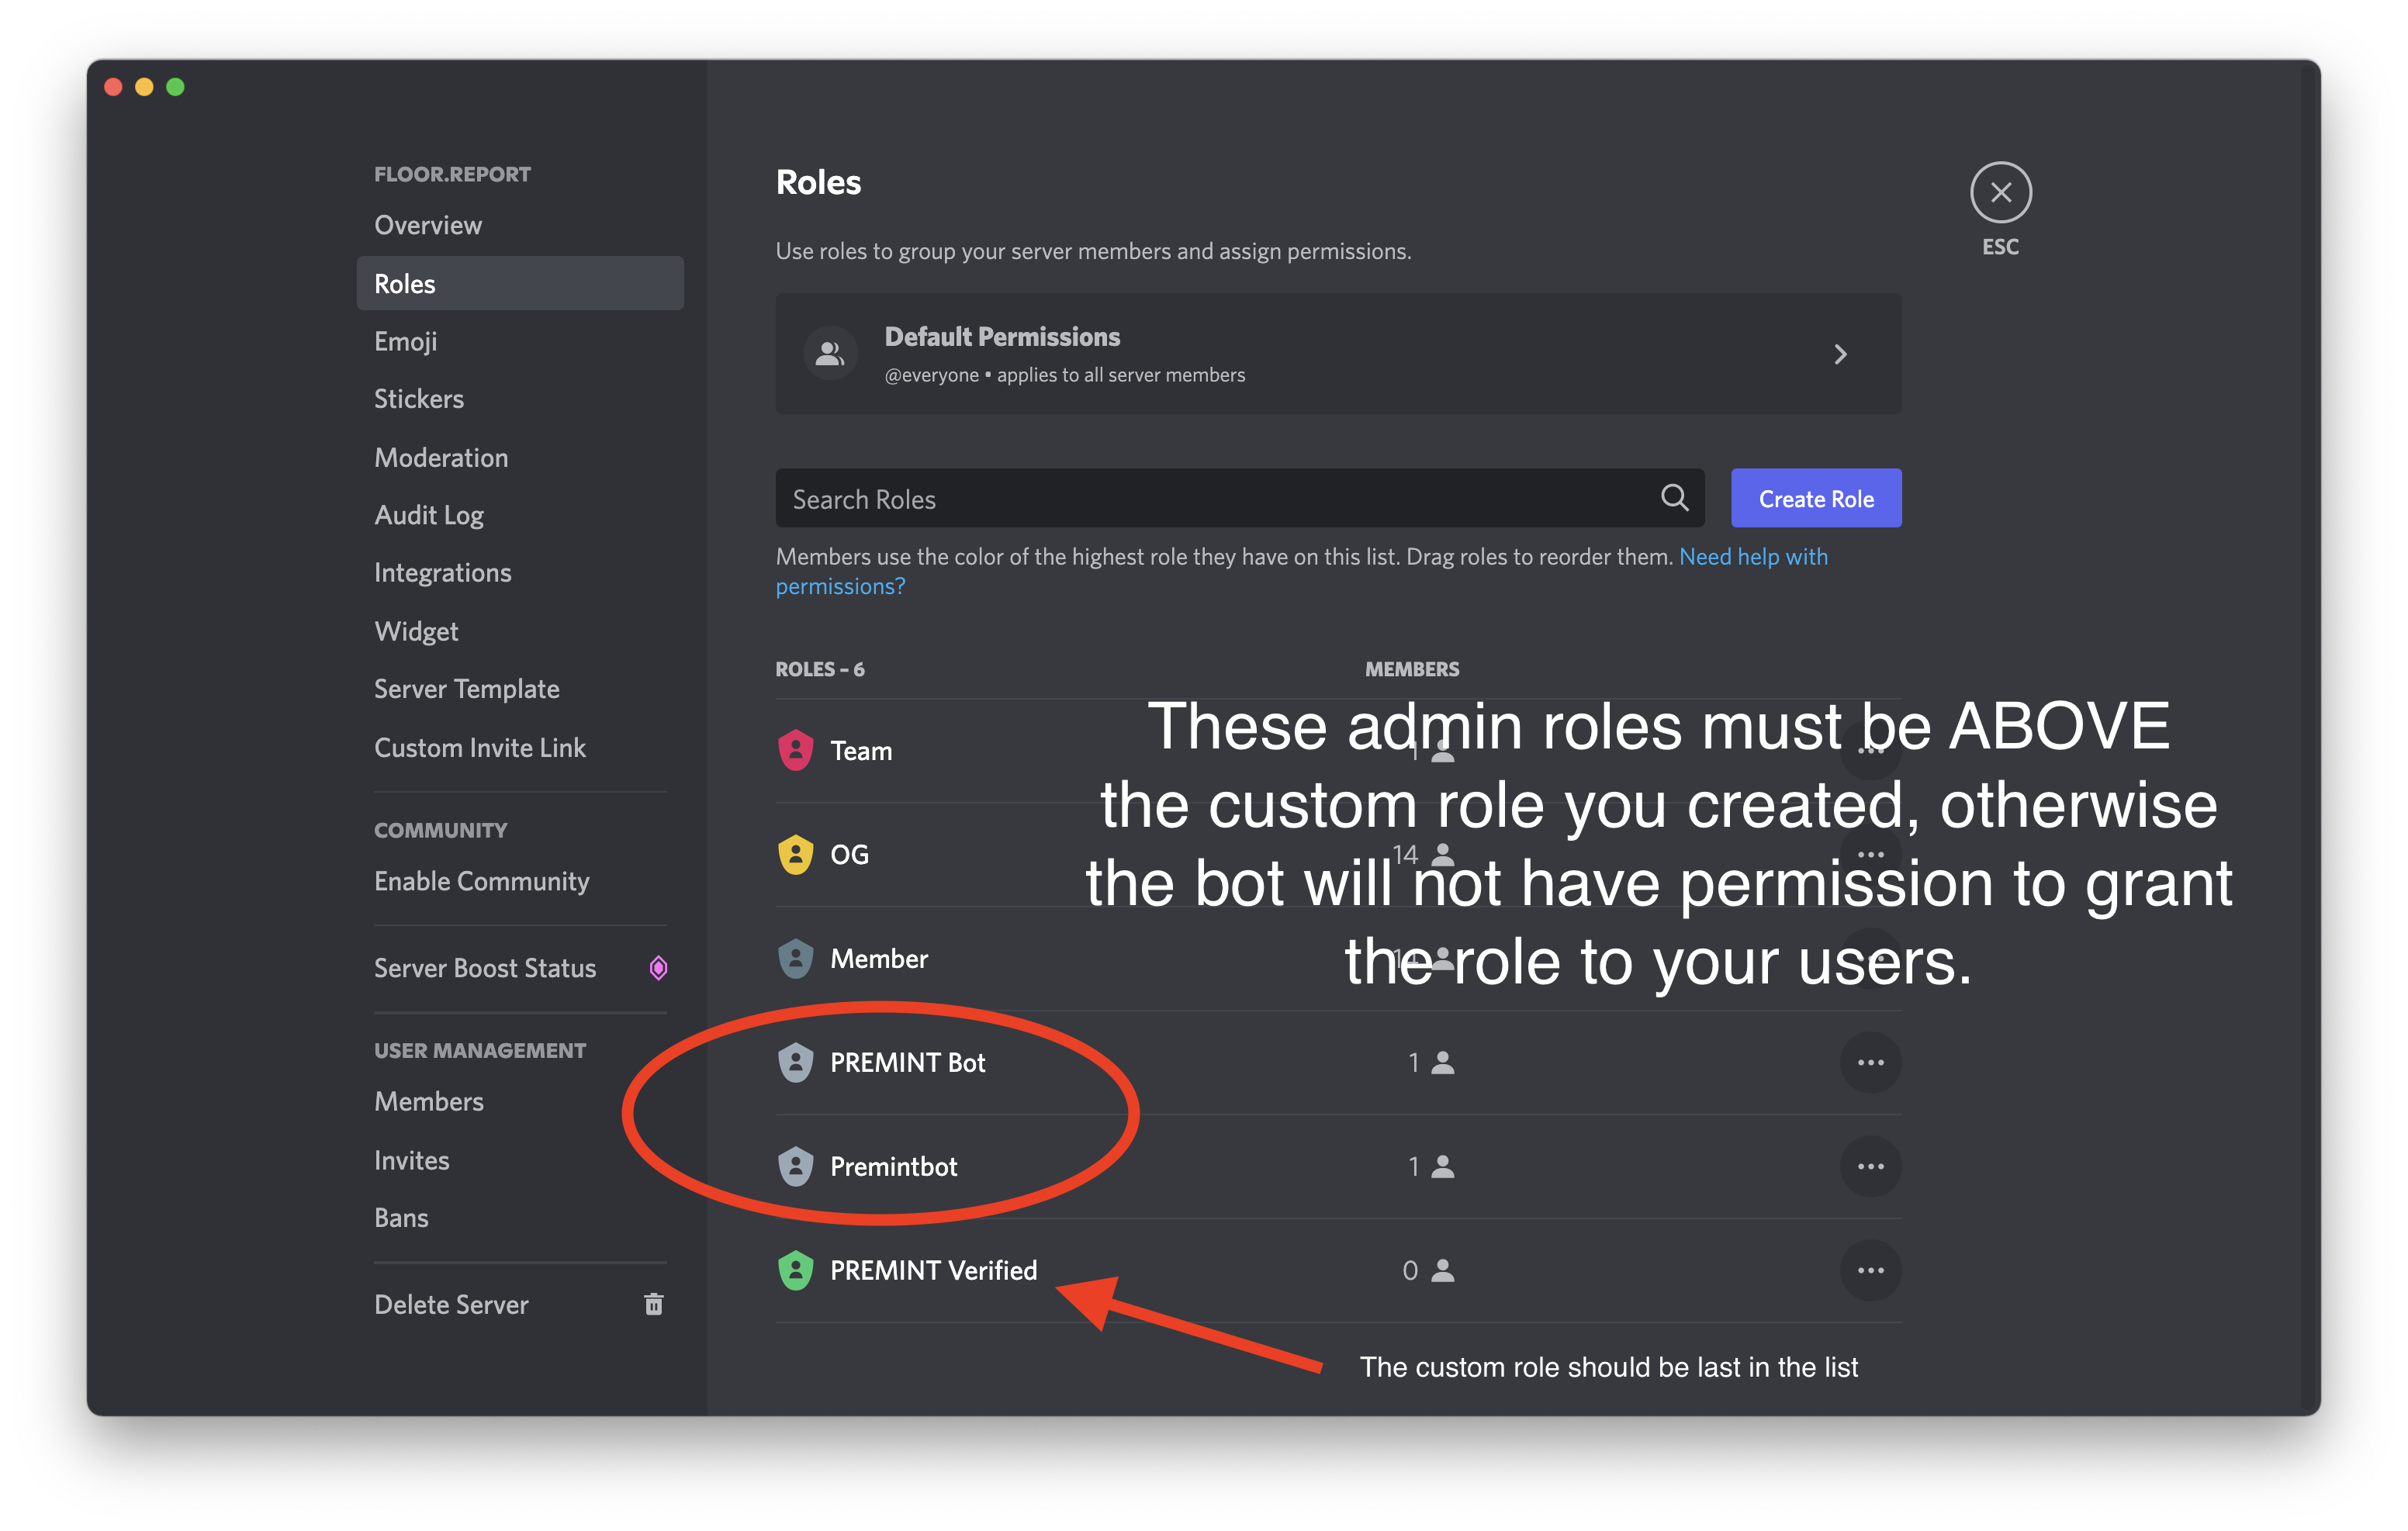 FLOOR.REPORT
Overview
Roles
Emoji
Stickers
Moderation
Audit Log
Integrations
Widget
Server Template
Custom Invite Link
COMMUNITY
Enable Community
Server Boost Status
USER MANAGEMENT
Members
Invites
Bans
Delete Server
Roles
ESC
Use roles to group your server members and assign permissions.
Default Permissions
@everyone • applies to all server members
Search Roles
Create Role
Members use the color of the highest role they have on this list. Drag roles to reorder them. Need help with
permissions?
ROLES – 6
MEMBERS
These admin roles must be ABOVE
the custom role you created, otherwise
the bot will not have permission to grant
the role to your users.
Team
1
OG
14
Member
PREMINT Bot
1
Premintbot
1
PREMINT Verified
0
The custom role should be last in the list